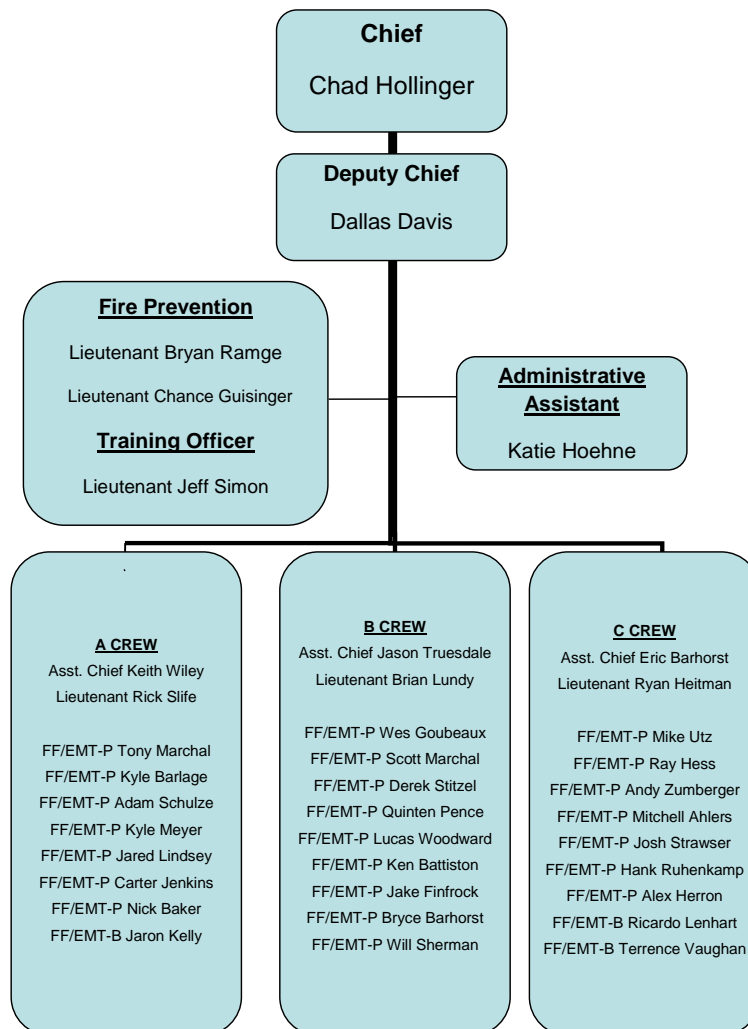 Chief
Chad Hollinger
Deputy Chief
Dallas Davis
Fire Prevention
Lieutenant Bryan Ramge
Lieutenant Chance Guisinger
Training Officer
Lieutenant Jeff Simon
Administrative
Assistant
Katie Hoehne
A CREW
Asst. Chief Keith Wiley
Lieutenant Rick Slife
FF/EMT-P Tony Marchal
FF/EMT-P Kyle Barlage
FF/EMT-P Adam Schulze
FF/EMT-P Kyle Meyer
FF/EMT-P Jared Lindsey
FF/EMT-P Carter Jenkins
FF/EMT-P Nick Baker
FF/EMT-B Jaron Kelly
B CREW
Asst. Chief Jason Truesdale
Lieutenant Brian Lundy
FF/EMT-P Wes Goubeaux
FF/EMT-P Scott Marchal
FF/EMT-P Derek Stitzel
FF/EMT-P Quinten Pence
FF/EMT-P Lucas Woodward
FF/EMT-P Ken Battiston
FF/EMT-P Jake Finfrock
FF/EMT-P Bryce Barhorst
FF/EMT-P Will Sherman
C CREW
Asst. Chief Eric Barhorst
Lieutenant Ryan Heitman
FF/EMT-P Mike Utz
FF/EMT-P Ray Hess
FF/EMT-P Andy Zumberger
FF/EMT-P Mitchell Ahlers
FF/EMT-P Josh Strawser
FF/EMT-P Hank Ruhenkamp
FF/EMT-P Alex Herron
FF/EMT-B Ricardo Lenhart
FF/EMT-B Terrence Vaughan